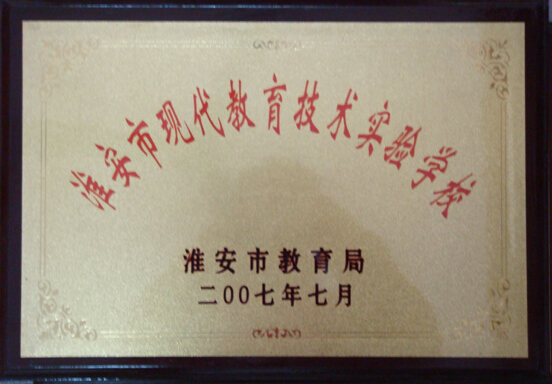 淮安市现代教育技术实验学校
淮安市教育局
二00七年七月